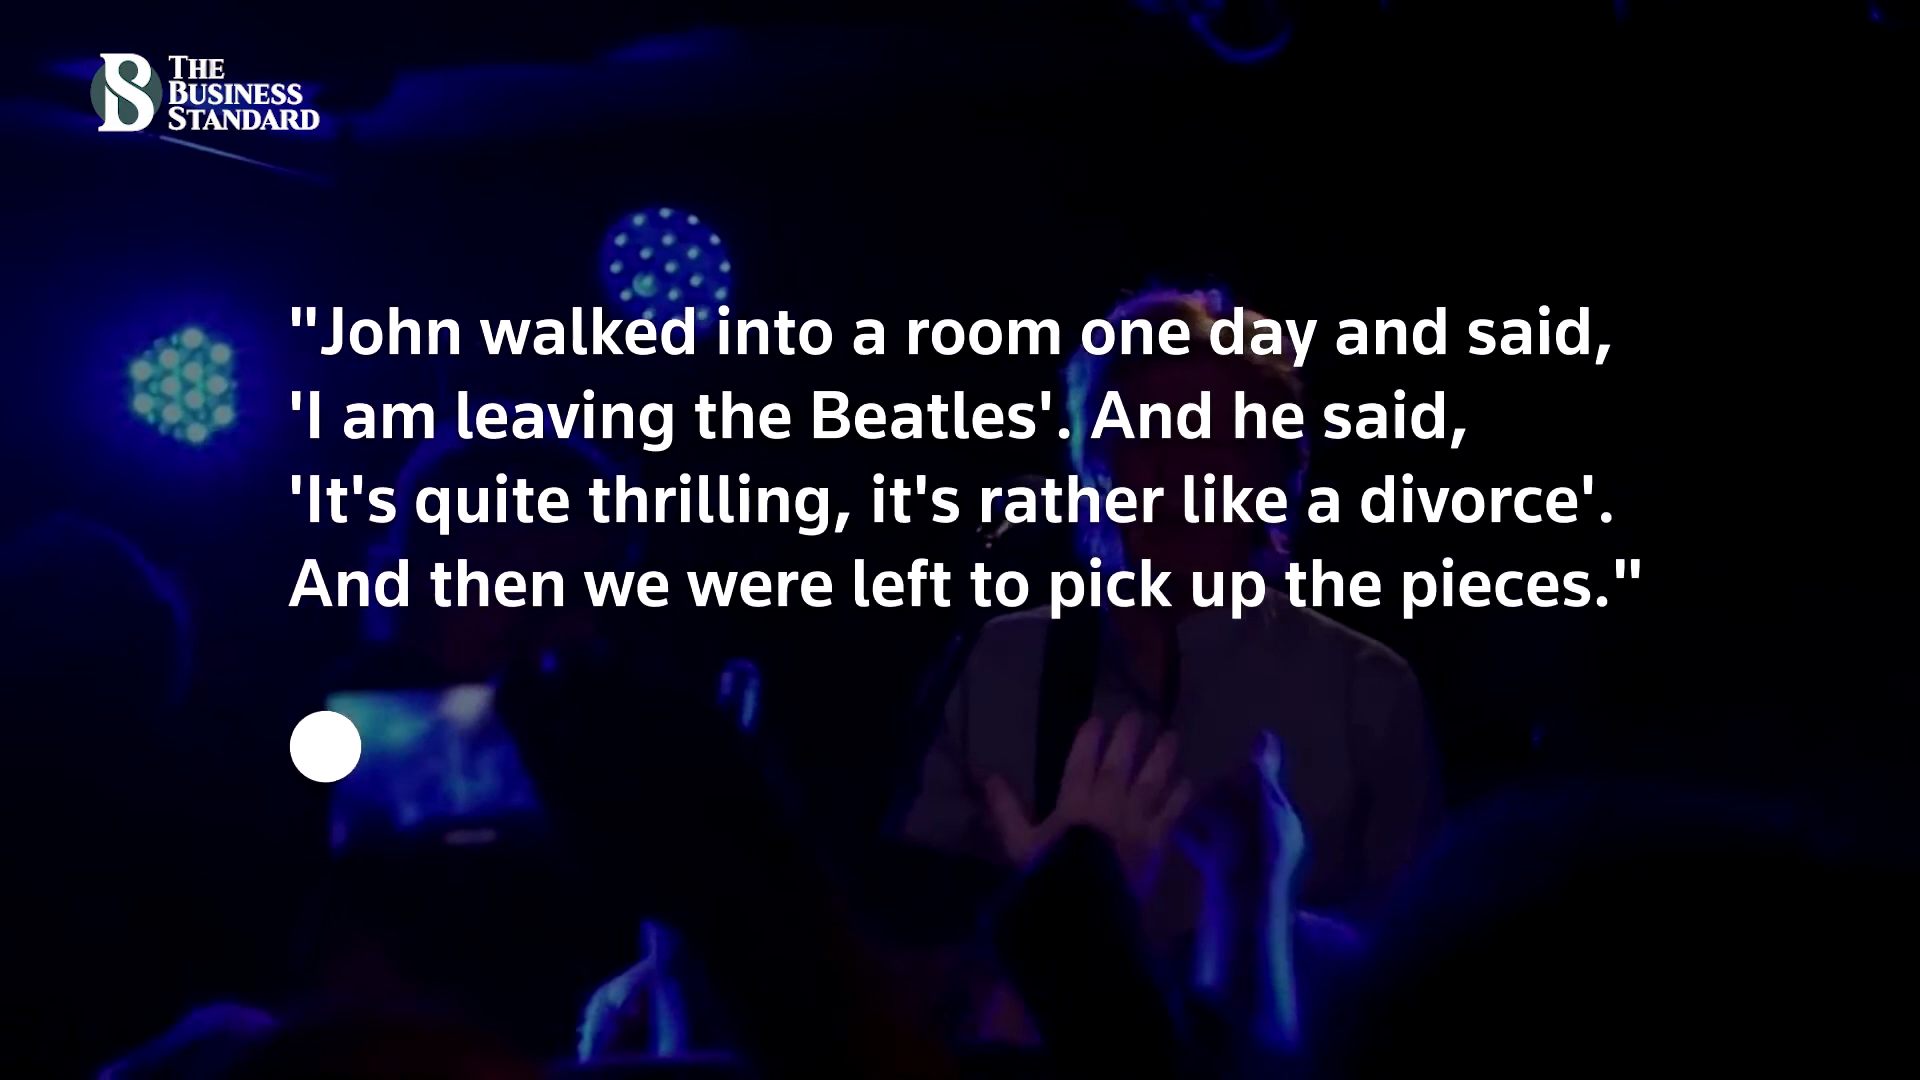 THE
BUSINESS
STANDARD
"John walked into a room one day and said,
'I am leaving the Beatles'. And he said,
'It's quite thrilling, it's rather like a divorce'.
And then we were left to pick up the pieces."